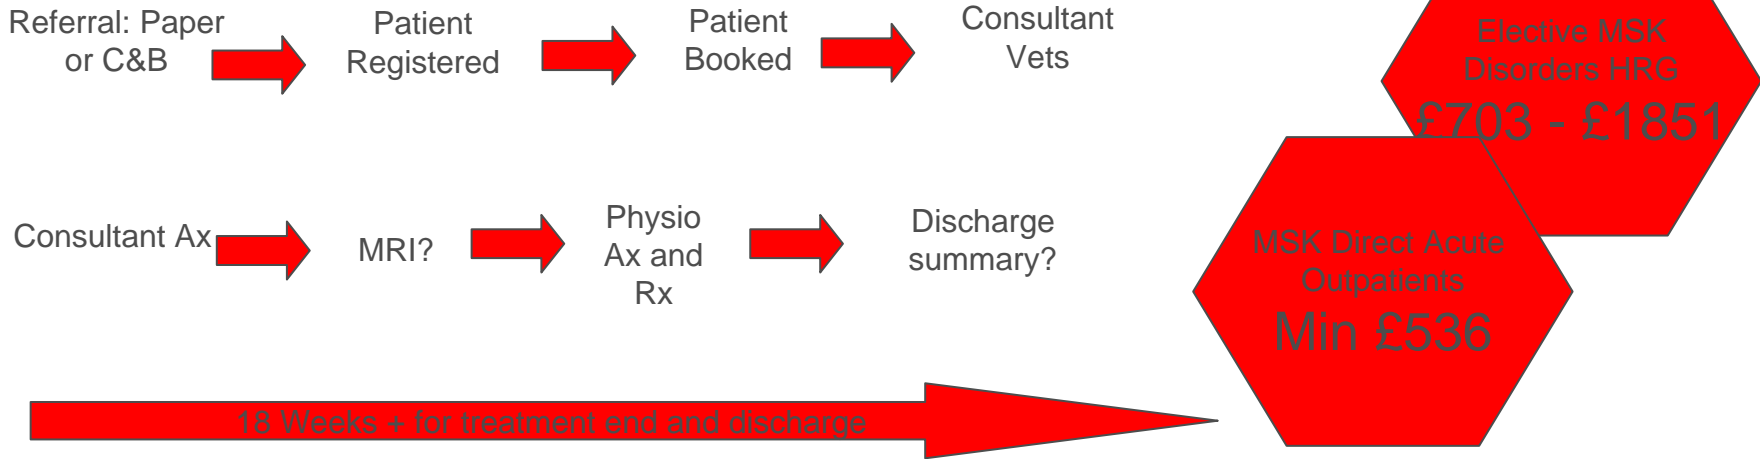 Referral: Paper
or C&B
Patient
Registered
Patient
Booked
Consultant
Vets
Elective MSK
Disorders HRG
£703 - £1851
Consultant Ax
MRI?
Physio
Ax and
Rx
Discharge
summary?
MSK Direct Acute
Outpatients
Min £536
18 Weeks + for treatment end and discharge